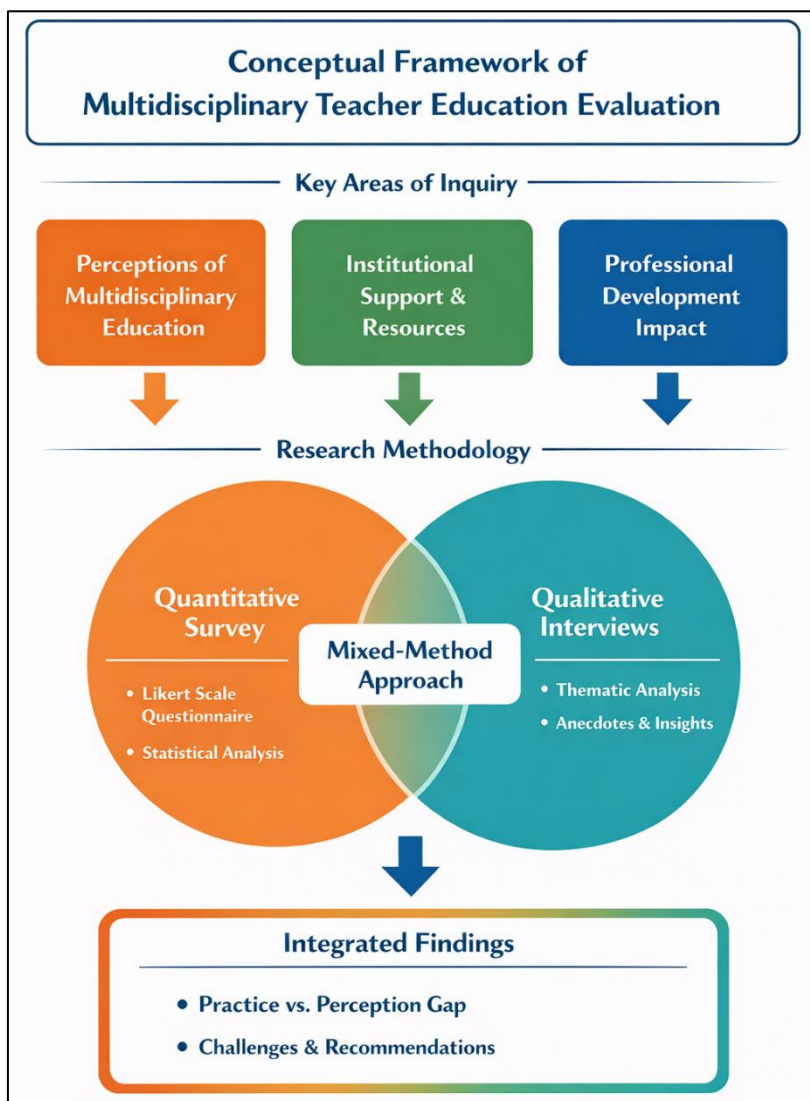 Conceptual Framework of
Multidisciplinary Teacher Education Evaluation
Key Areas of Inquiry
Perceptions of
Multidisciplinary
Education
Institutional
Support &
Resources
Professional
Development
Impact
Research Methodology
Quantitative
Survey
• Likert Scale
Questionnaire
• Statistical Analysis
Mixed-Method
Approach
Qualitative
Interviews
• Thematic Analysis
• Anecdotes & Insights
Integrated Findings
• Practice vs. Perception Gap
• Challenges & Recommendations